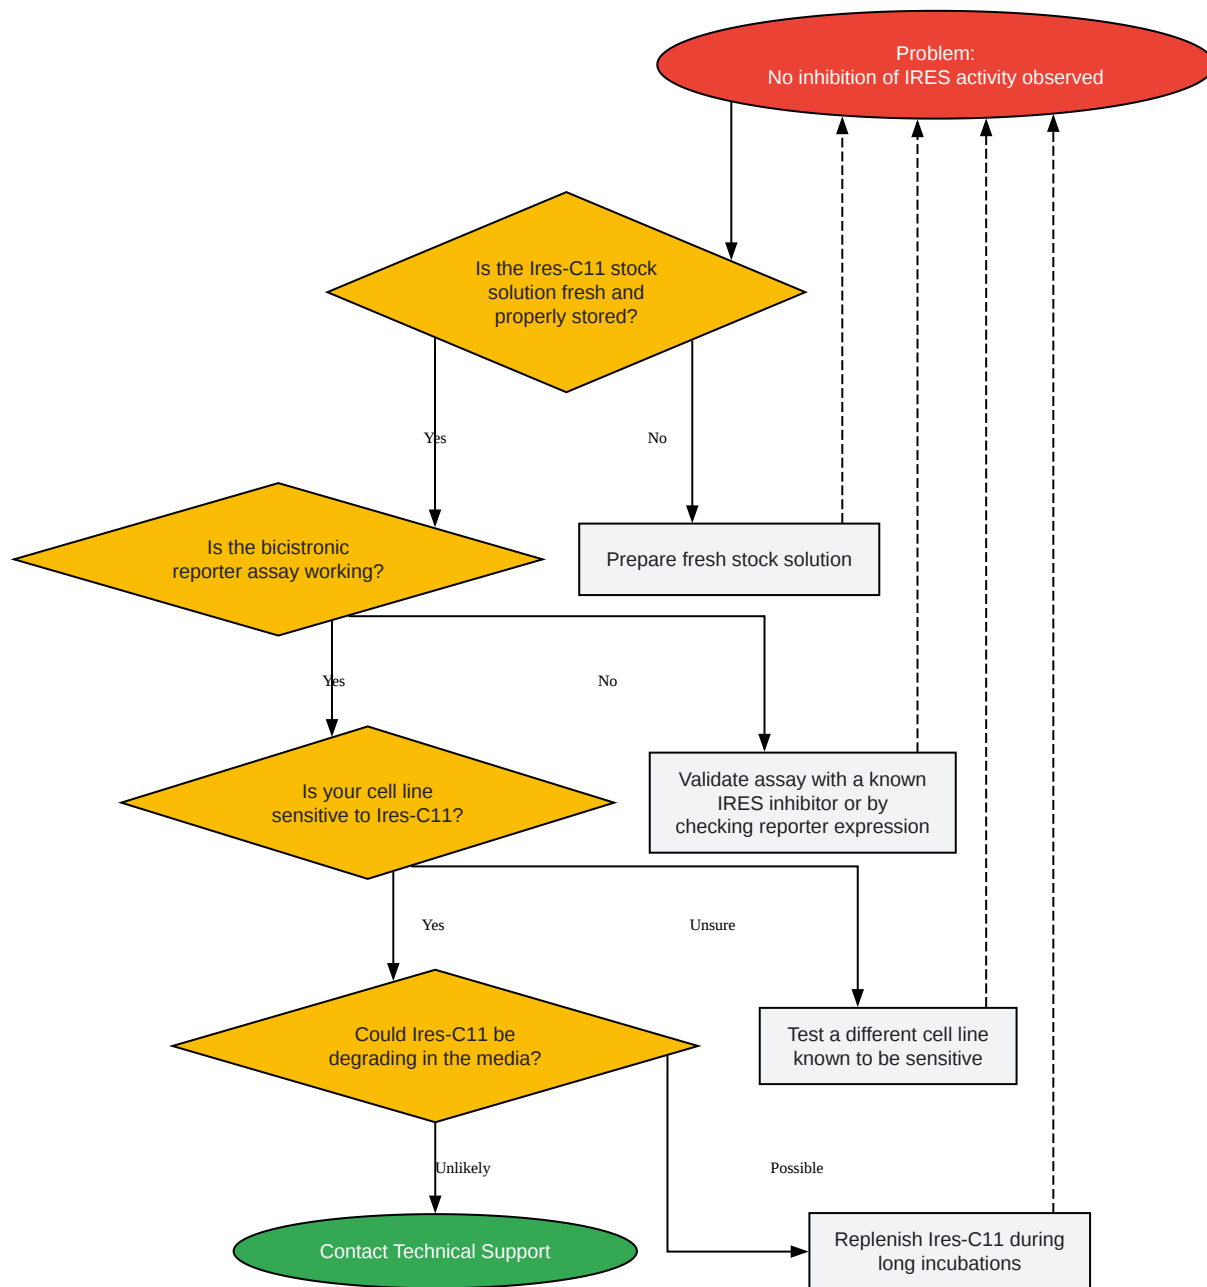 Problem:
No inhibition of IRES activity observed
Is the Ires-C11 stock
solution fresh and
properly stored?
Yes
No
Is the bicistronic
reporter assay working?
Prepare fresh stock solution
Yes
No
Is your cell line
sensitive to Ires-C11?
Validate assay with a known
IRES inhibitor or by
checking reporter expression
Yes
Unsure
Could Ires-C11 be
degrading in the media?
Test a different cell line
known to be sensitive
Unlikely
Possible
Contact Technical Support
Replenish Ires-C11 during
long incubations